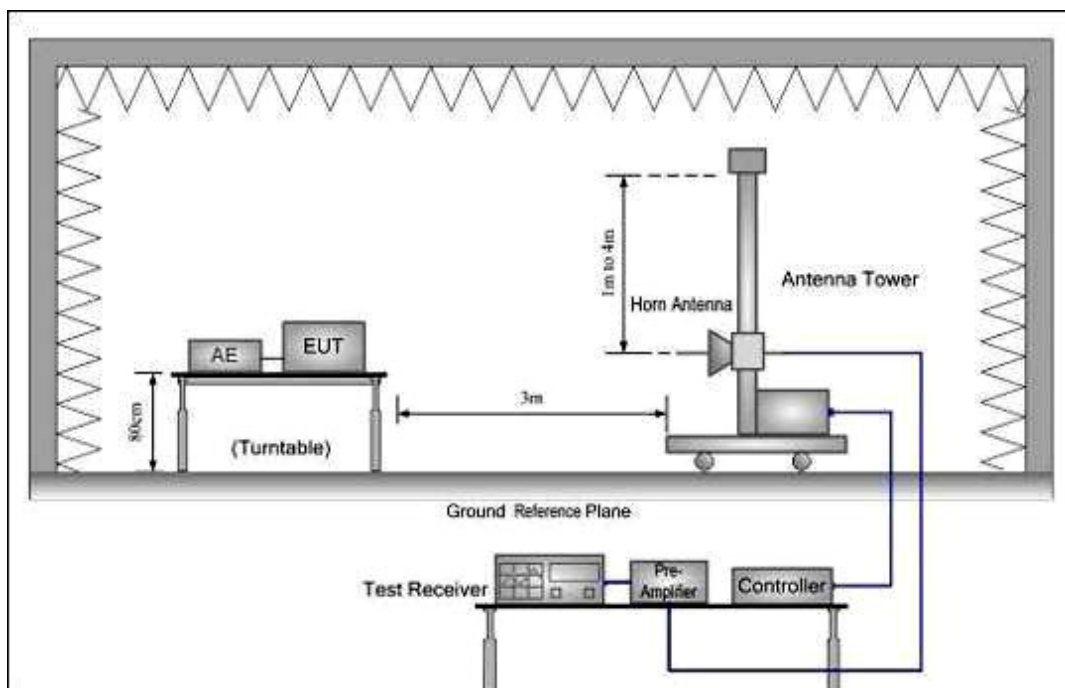 1m to 4m
Antenna Tower
Horn Antenna
AE
EUT
3m
80cm
(Turntable)
Ground Reference Plane
Test Receiver
Pre-
Amplifier
Controller